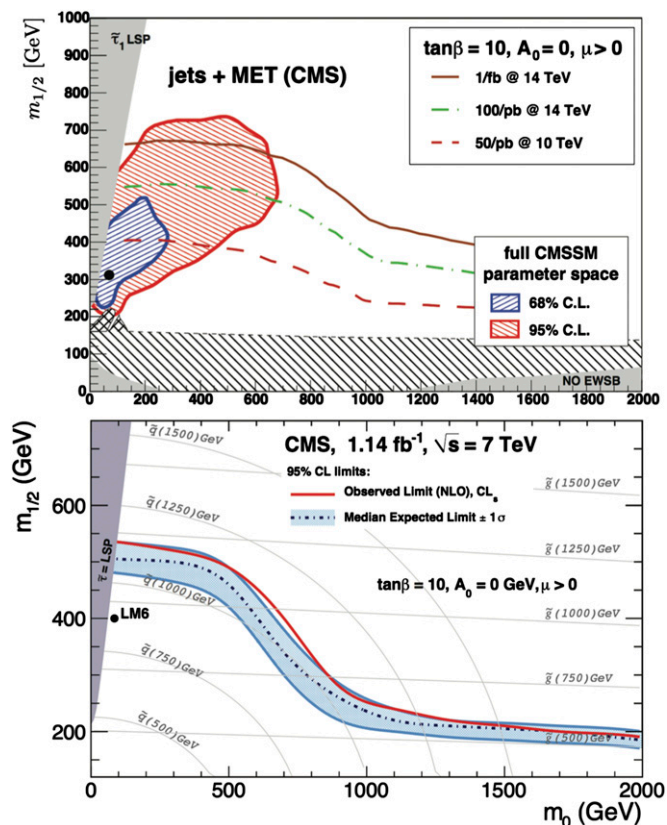 1000
900
800
700
600
500
400
300
200
100
0
m1/2 [GeV]
τ̃1 LSP
jets + MET (CMS)
tanβ = 10, A0 = 0, μ > 0
1/fb @ 14 TeV
100/pb @ 14 TeV
50/pb @ 10 TeV
full CMSSM
parameter space
68% C.L.
95% C.L.
NO EWSB
0 200 400 600 800 1000 1200 1400 1600 1800 2000
m1/2 (GeV)
600
400
200
τ̃ = LSP
CMS, 1.14 fb-1, √s = 7 TeV
95% CL limits:
Observed Limit (NLO), CLs
Median Expected Limit ± 1σ
tanβ = 10, A0 = 0 GeV, μ > 0
LM6
q̃(1500)GeV
q̃(1250)GeV
q̃(1000)GeV
q̃(750)GeV
q̃(500)GeV
g̃(1500)GeV
g̃(1250)GeV
g̃(1000)GeV
g̃(750)GeV
g̃(500)GeV
0 500 1000 1500 2000
m0 (GeV)